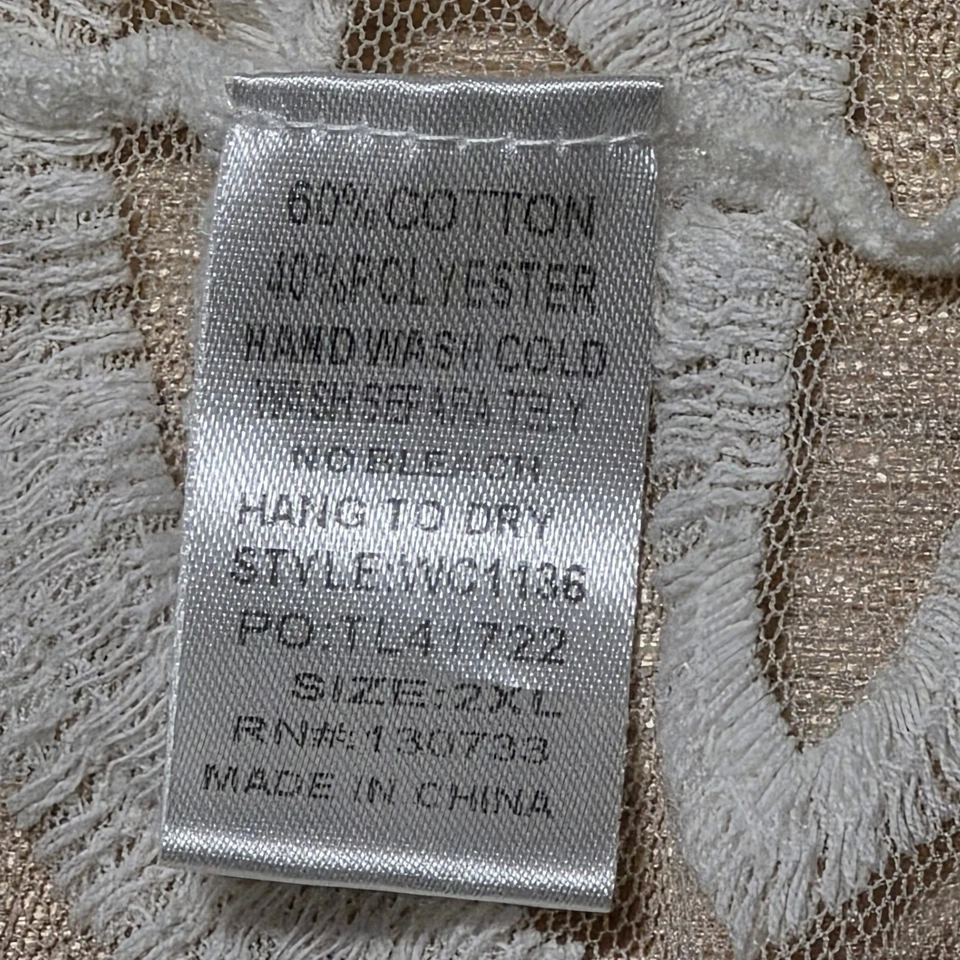 60% COTTON
40% POLYESTER
HAND WASH COLD
WASH SEPARATELY
NO BLEACH
HANG TO DRY
STYLE:WC1136
PO:TL41722
SIZE:2XL
RN#:130733
MADE IN CHINA